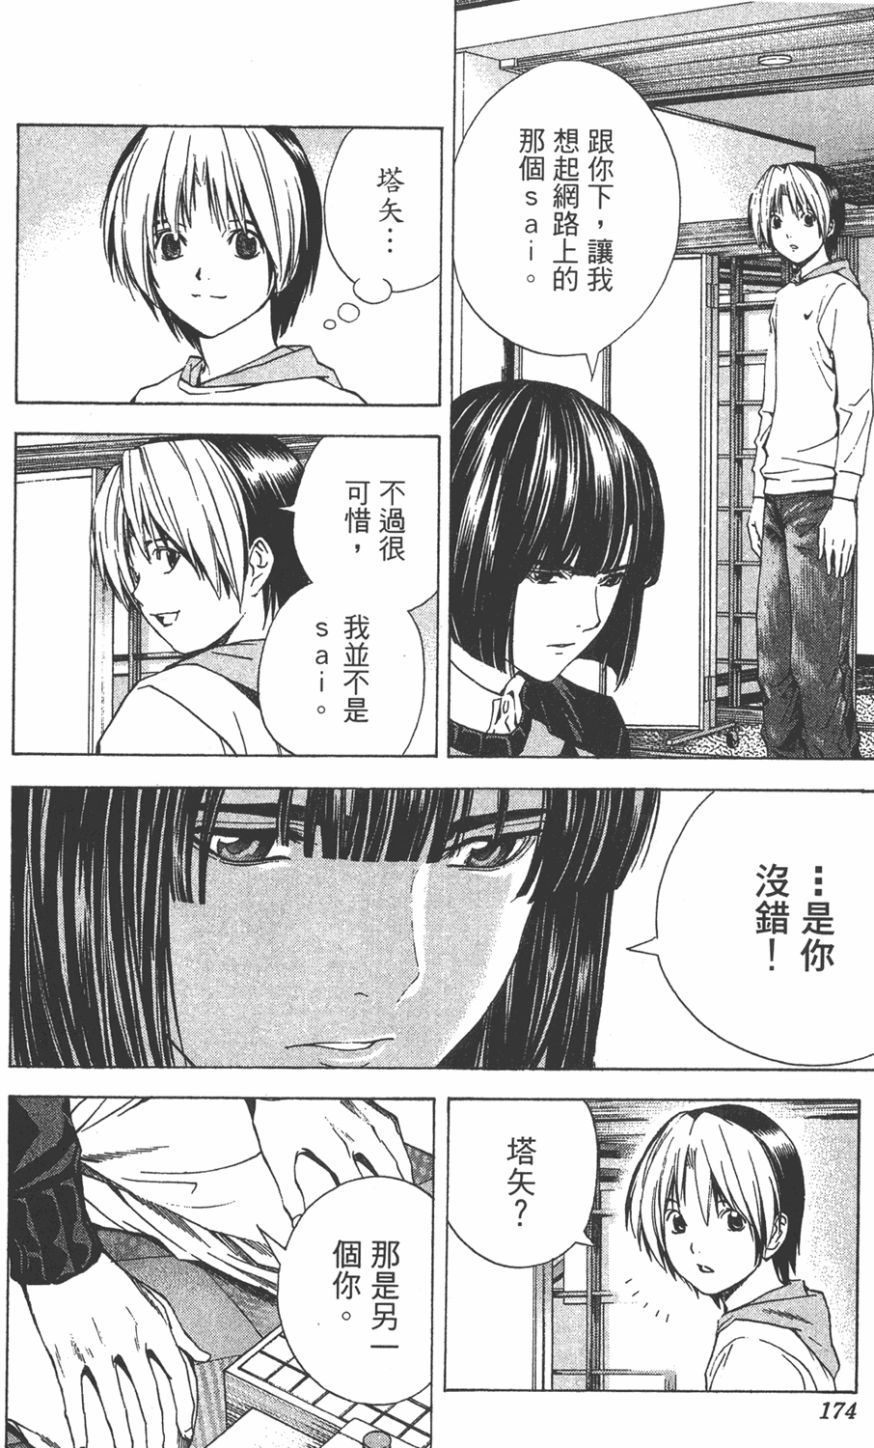 跟你下，讓我
想起網路上的
那個sai。
塔矢…
不過很
可惜，
我並不是
sai。
…是你
沒錯！
塔矢？
那是另一
個你。
174